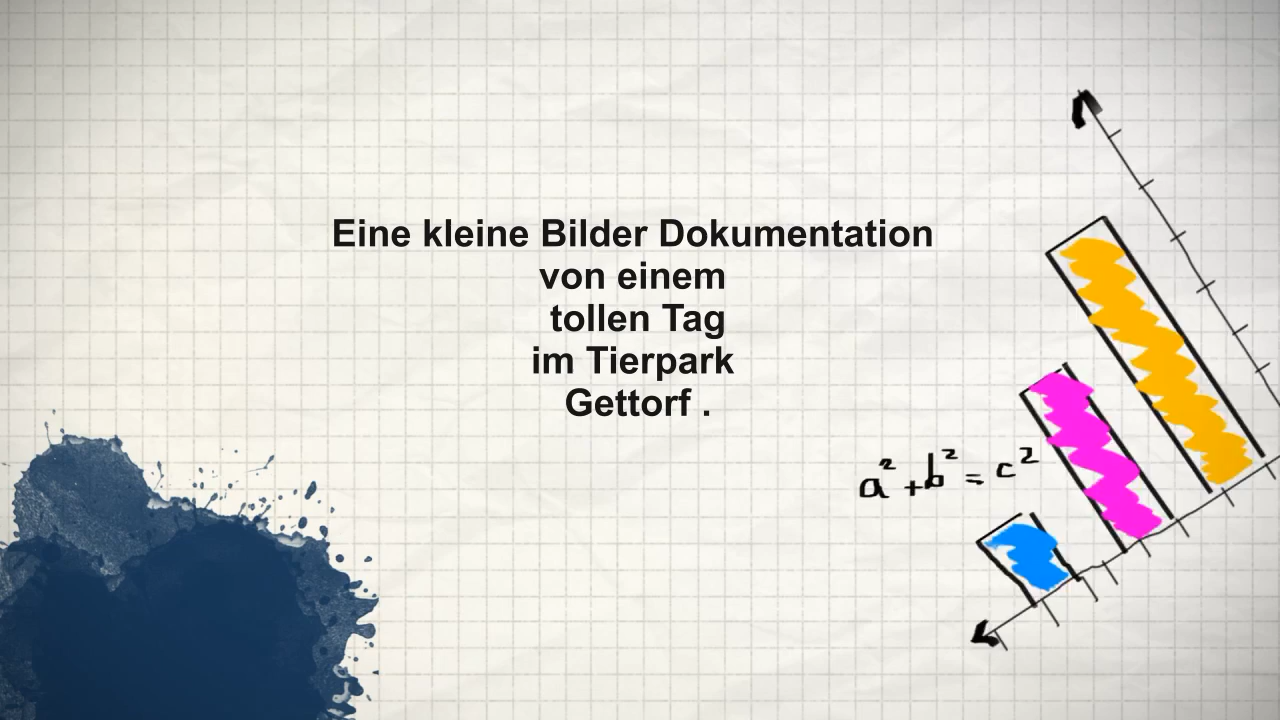 Eine kleine Bilder Dokumentation
von einem
tollen Tag
im Tierpark
Gettorf .
a² + b² = c²